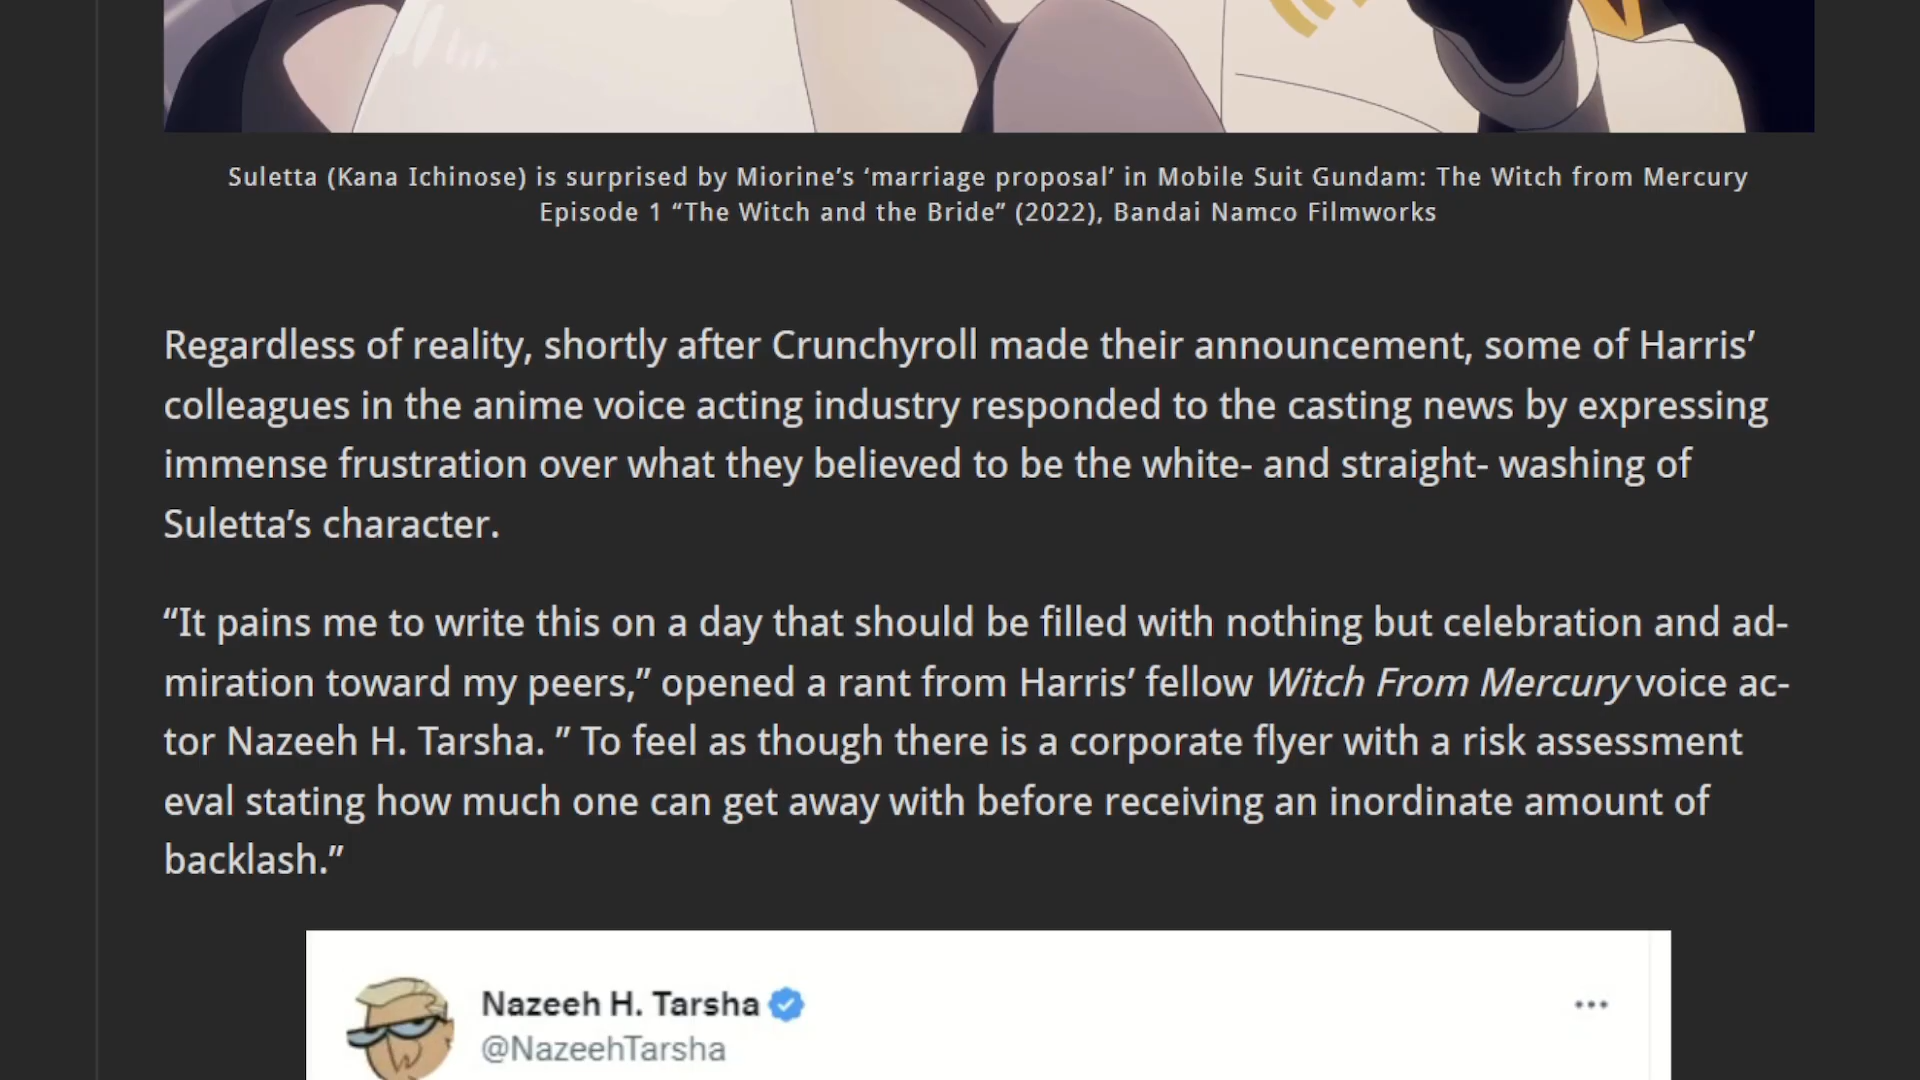 Suletta (Kana Ichinose) is surprised by Miorine’s ‘marriage proposal’ in Mobile Suit Gundam: The Witch from Mercury
Episode 1 “The Witch and the Bride” (2022), Bandai Namco Filmworks
Regardless of reality, shortly after Crunchyroll made their announcement, some of Harris’
colleagues in the anime voice acting industry responded to the casting news by expressing
immense frustration over what they believed to be the white- and straight- washing of
Suletta’s character.
“It pains me to write this on a day that should be filled with nothing but celebration and ad-
miration toward my peers,” opened a rant from Harris’ fellow Witch From Mercury voice ac-
tor Nazeeh H. Tarsha. ” To feel as though there is a corporate flyer with a risk assessment
eval stating how much one can get away with before receiving an inordinate amount of
backlash.”
Nazeeh H. Tarsha
@NazeehTarsha